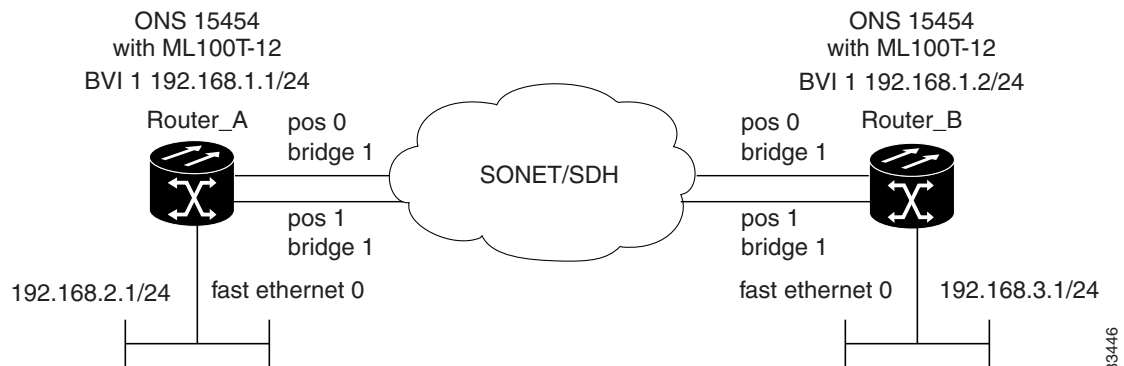 ONS 15454
with ML100T-12
BVI 1 192.168.1.1/24
Router_A
pos 0
bridge 1
pos 1
bridge 1
192.168.2.1/24
fast ethernet 0
SONET/SDH
ONS 15454
with ML100T-12
BVI 1 192.168.1.2/24
pos 0
bridge 1
Router_B
pos 1
bridge 1
fast ethernet 0
192.168.3.1/24